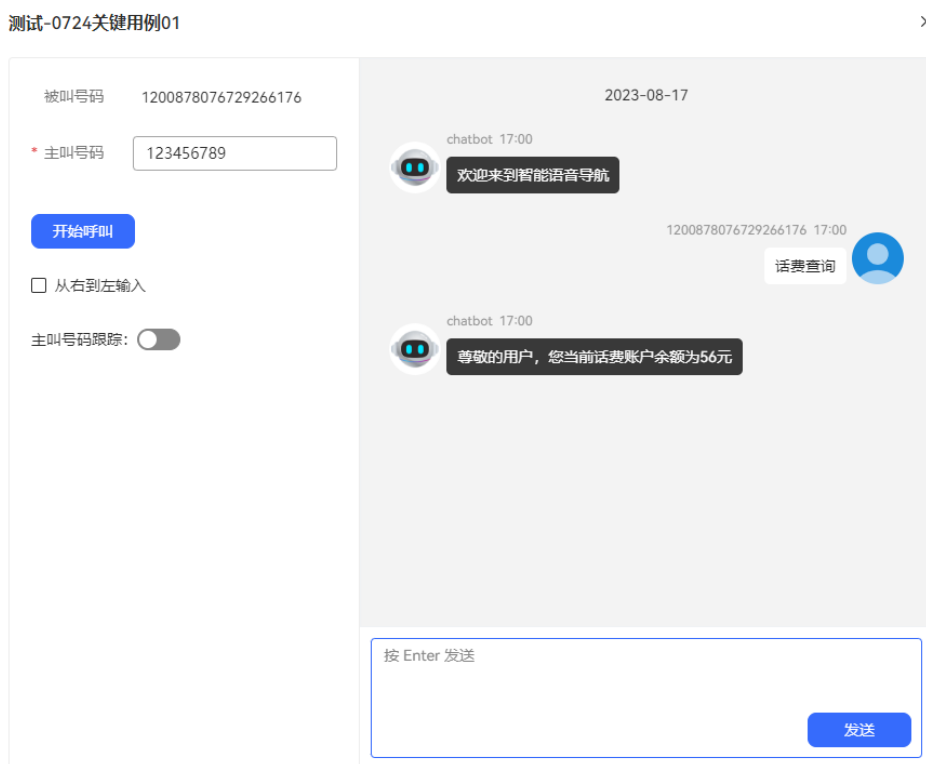 测试-0724关键用例01
被叫号码 1200878076729266176
* 主叫号码 123456789
开始呼叫
从右到左输入
主叫号码跟踪:
2023-08-17
chatbot 17:00
欢迎来到智能语音导航
1200878076729266176 17:00
话费查询
chatbot 17:00
尊敬的用户，您当前话费账户余额为56元
按 Enter 发送
发送